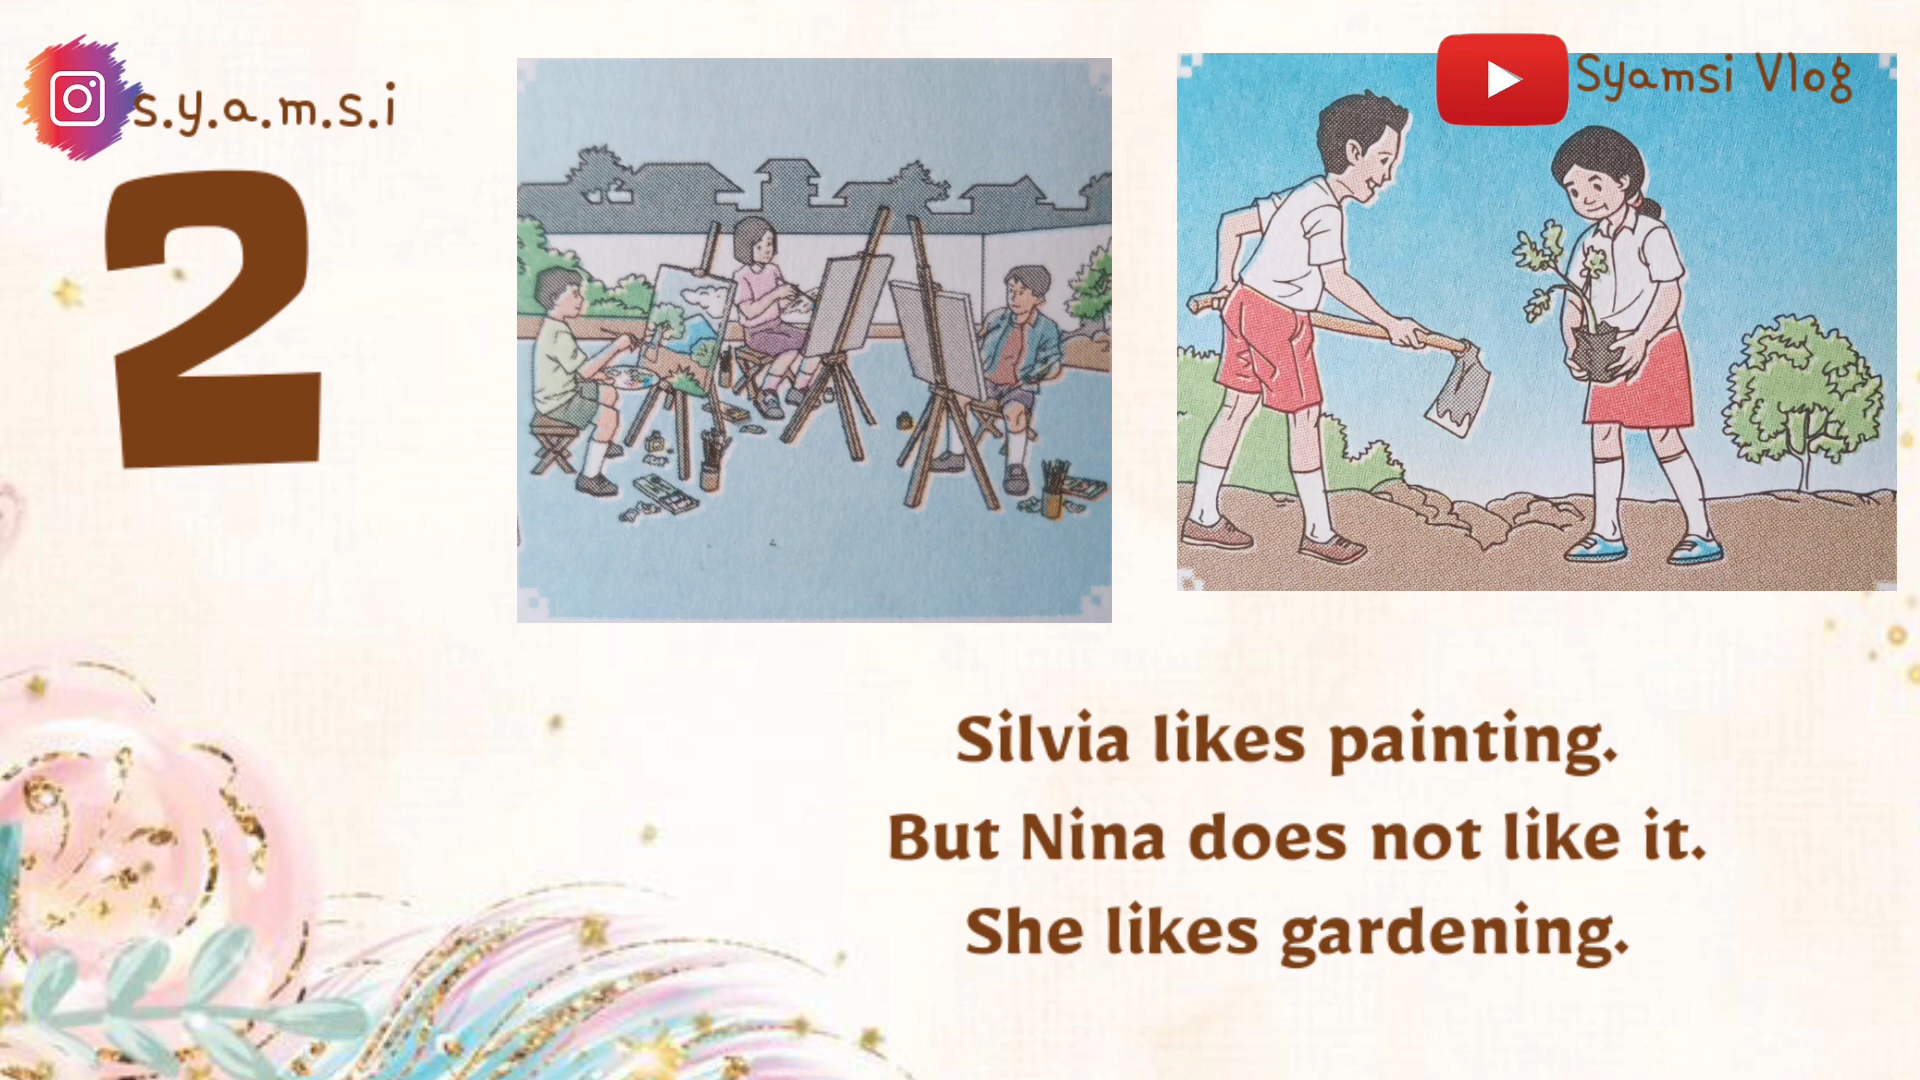 s.y.a.m.s.i
Syamsi Vlog
2
Silvia likes painting.
But Nina does not like it.
She likes gardening.